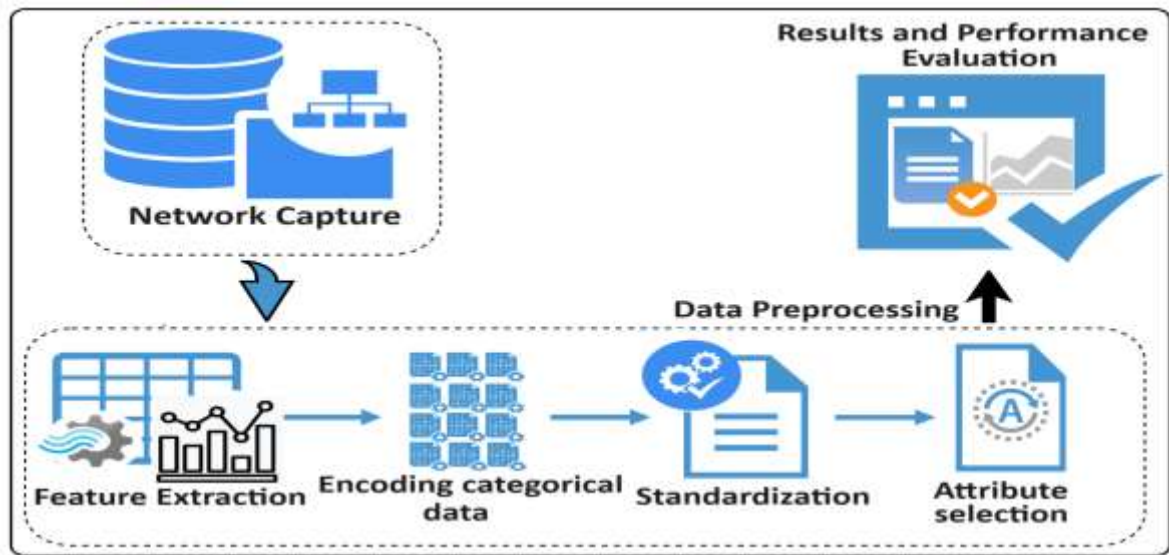 Network Capture
Results and Performance
Evaluation
Data Preprocessing
Feature Extraction
Encoding categorical
data
Standardization
A
Attribute
selection